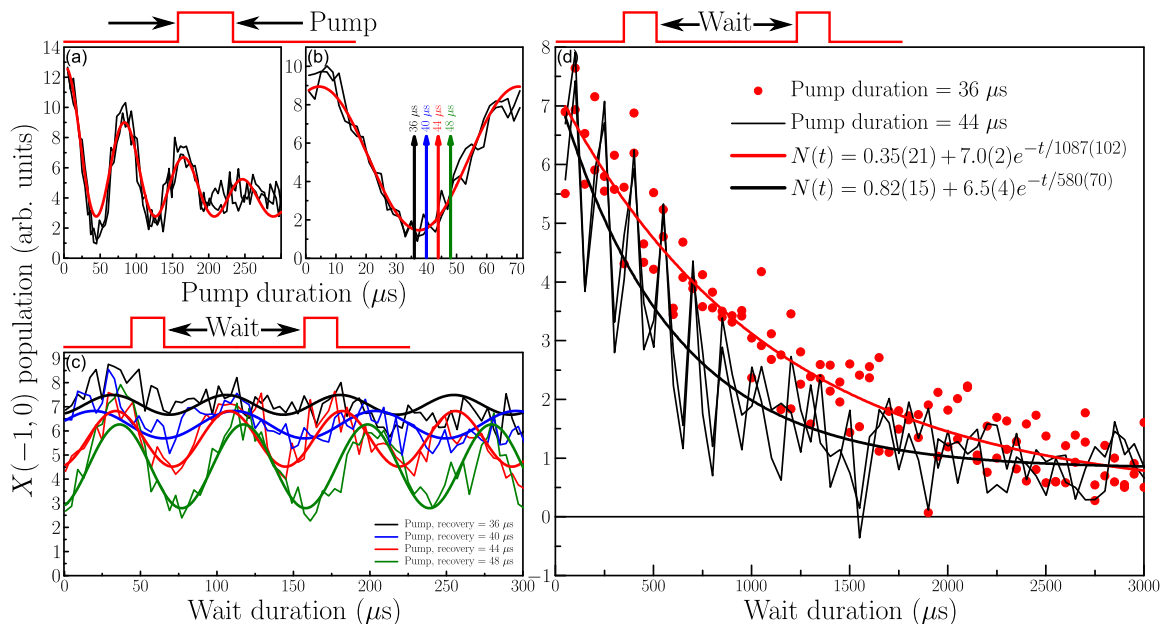 Pump
Wait
X(−1, 0) population (arb. units)
(a)
14
12
10
8
6
4
2
0
0 50 100 150 200 250
(b)
10
8
6
4
2
0
36 μs
40 μs
44 μs
48 μs
0 10 20 30 40 50 60 70
Pump duration (μs)
Wait
(c)
9
8
7
6
5
4
3
2
1
0
Pump, recovery = 36 μs
Pump, recovery = 40 μs
Pump, recovery = 44 μs
Pump, recovery = 48 μs
0 50 100 150 200 250 300
Wait duration (μs)
(d)
8
7
6
5
4
3
2
1
0
−1
Pump duration = 36 μs
Pump duration = 44 μs
N(t) = 0.35(21) + 7.0(2)e^{−t/1087(102)}
N(t) = 0.82(15) + 6.5(4)e^{−t/580(70)}
500 1000 1500 2000 2500 3000
Wait duration (μs)